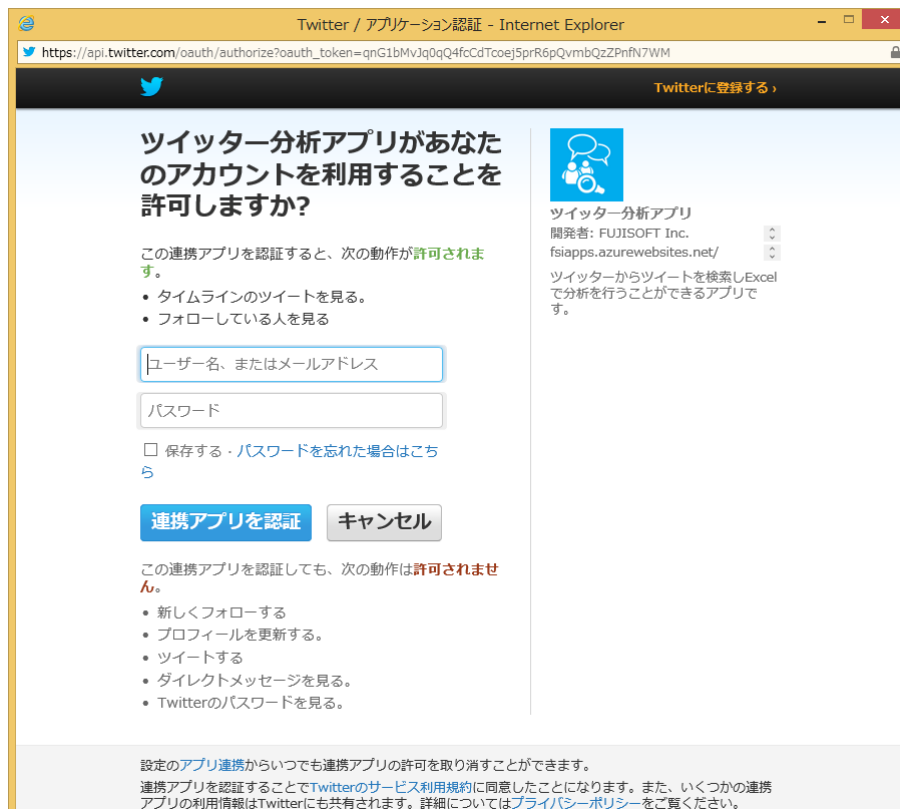 Twitter / アプリケーション認証 - Internet Explorer
https://api.twitter.com/oauth/authorize?oauth_token=qnG1bMvJq0qQ4fcCdTcoej5prR6pQvmbQzZPnfN7WM
Twitterに登録する ›
ツイッター分析アプリがあなた
のアカウントを利用することを
許可しますか?
この連携アプリを認証すると、次の動作が許可されま
す。
• タイムラインのツイートを見る。
• フォローしている人を見る
ユーザー名、またはメールアドレス
パスワード
保存する · パスワードを忘れた場合はこち
ら
連携アプリを認証 キャンセル
この連携アプリを認証しても、次の動作は許可されませ
ん。
• 新しくフォローする
• プロフィールを更新する。
• ツイートする
• ダイレクトメッセージを見る。
• Twitterのパスワードを見る。
ツイッター分析アプリ
開発者: FUJISOFT Inc.
fsiapps.azurewebsites.net/
ツイッターからツイートを検索しExcel
で分析を行うことができるアプリで
す。
設定のアプリ連携からいつでも連携アプリの許可を取り消すことができます。
連携アプリを認証することでTwitterのサービス利用規約に同意したことになります。また、いくつかの連携
アプリの利用情報はTwitterにも共有されます。詳細についてはプライバシーポリシーをご覧ください。